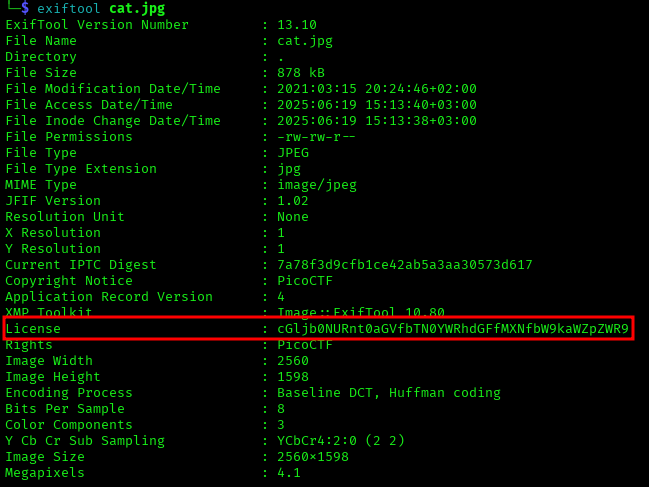 └─$ exiftool cat.jpg
ExifTool Version Number : 13.10
File Name : cat.jpg
Directory : .
File Size : 878 kB
File Modification Date/Time : 2021:03:15 20:24:46+02:00
File Access Date/Time : 2025:06:19 15:13:40+03:00
File Inode Change Date/Time : 2025:06:19 15:13:38+03:00
File Permissions : -rw-rw-r--
File Type : JPEG
File Type Extension : jpg
MIME Type : image/jpeg
JFIF Version : 1.02
Resolution Unit : None
X Resolution : 1
Y Resolution : 1
Current IPTC Digest : 7a78f3d9cfb1ce42ab5a3aa30573d617
Copyright Notice : PicoCTF
Application Record Version : 4
XMP Toolkit : Image::ExifTool 10.80
License : cGljb0NURnt0aGVfbTN0YWRhdGFfMXNfbW9kaWZpZWR9
Rights : PicoCTF
Image Width : 2560
Image Height : 1598
Encoding Process : Baseline DCT, Huffman coding
Bits Per Sample : 8
Color Components : 3
Y Cb Cr Sub Sampling : YCbCr4:2:0 (2 2)
Image Size : 2560×1598
Megapixels : 4.1